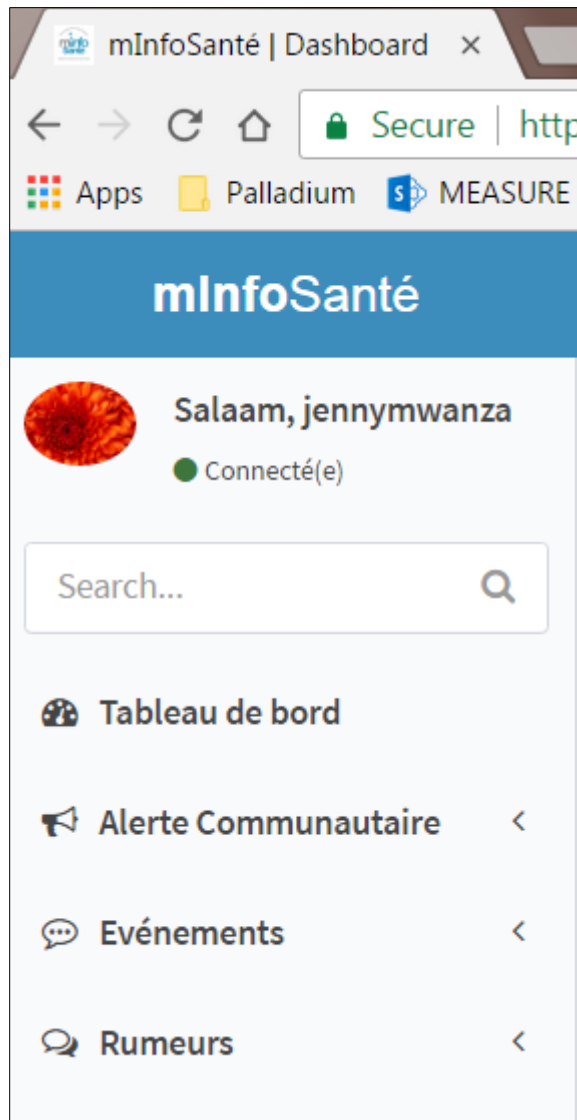 mInfoSanté | Dashboard
Secure | http
Apps Palladium MEASURE
mInfoSanté
Salaam, jennymwanza
Connecté(e)
Search...
Tableau de bord
Alerte Communautaire
Evénements
Rumeurs